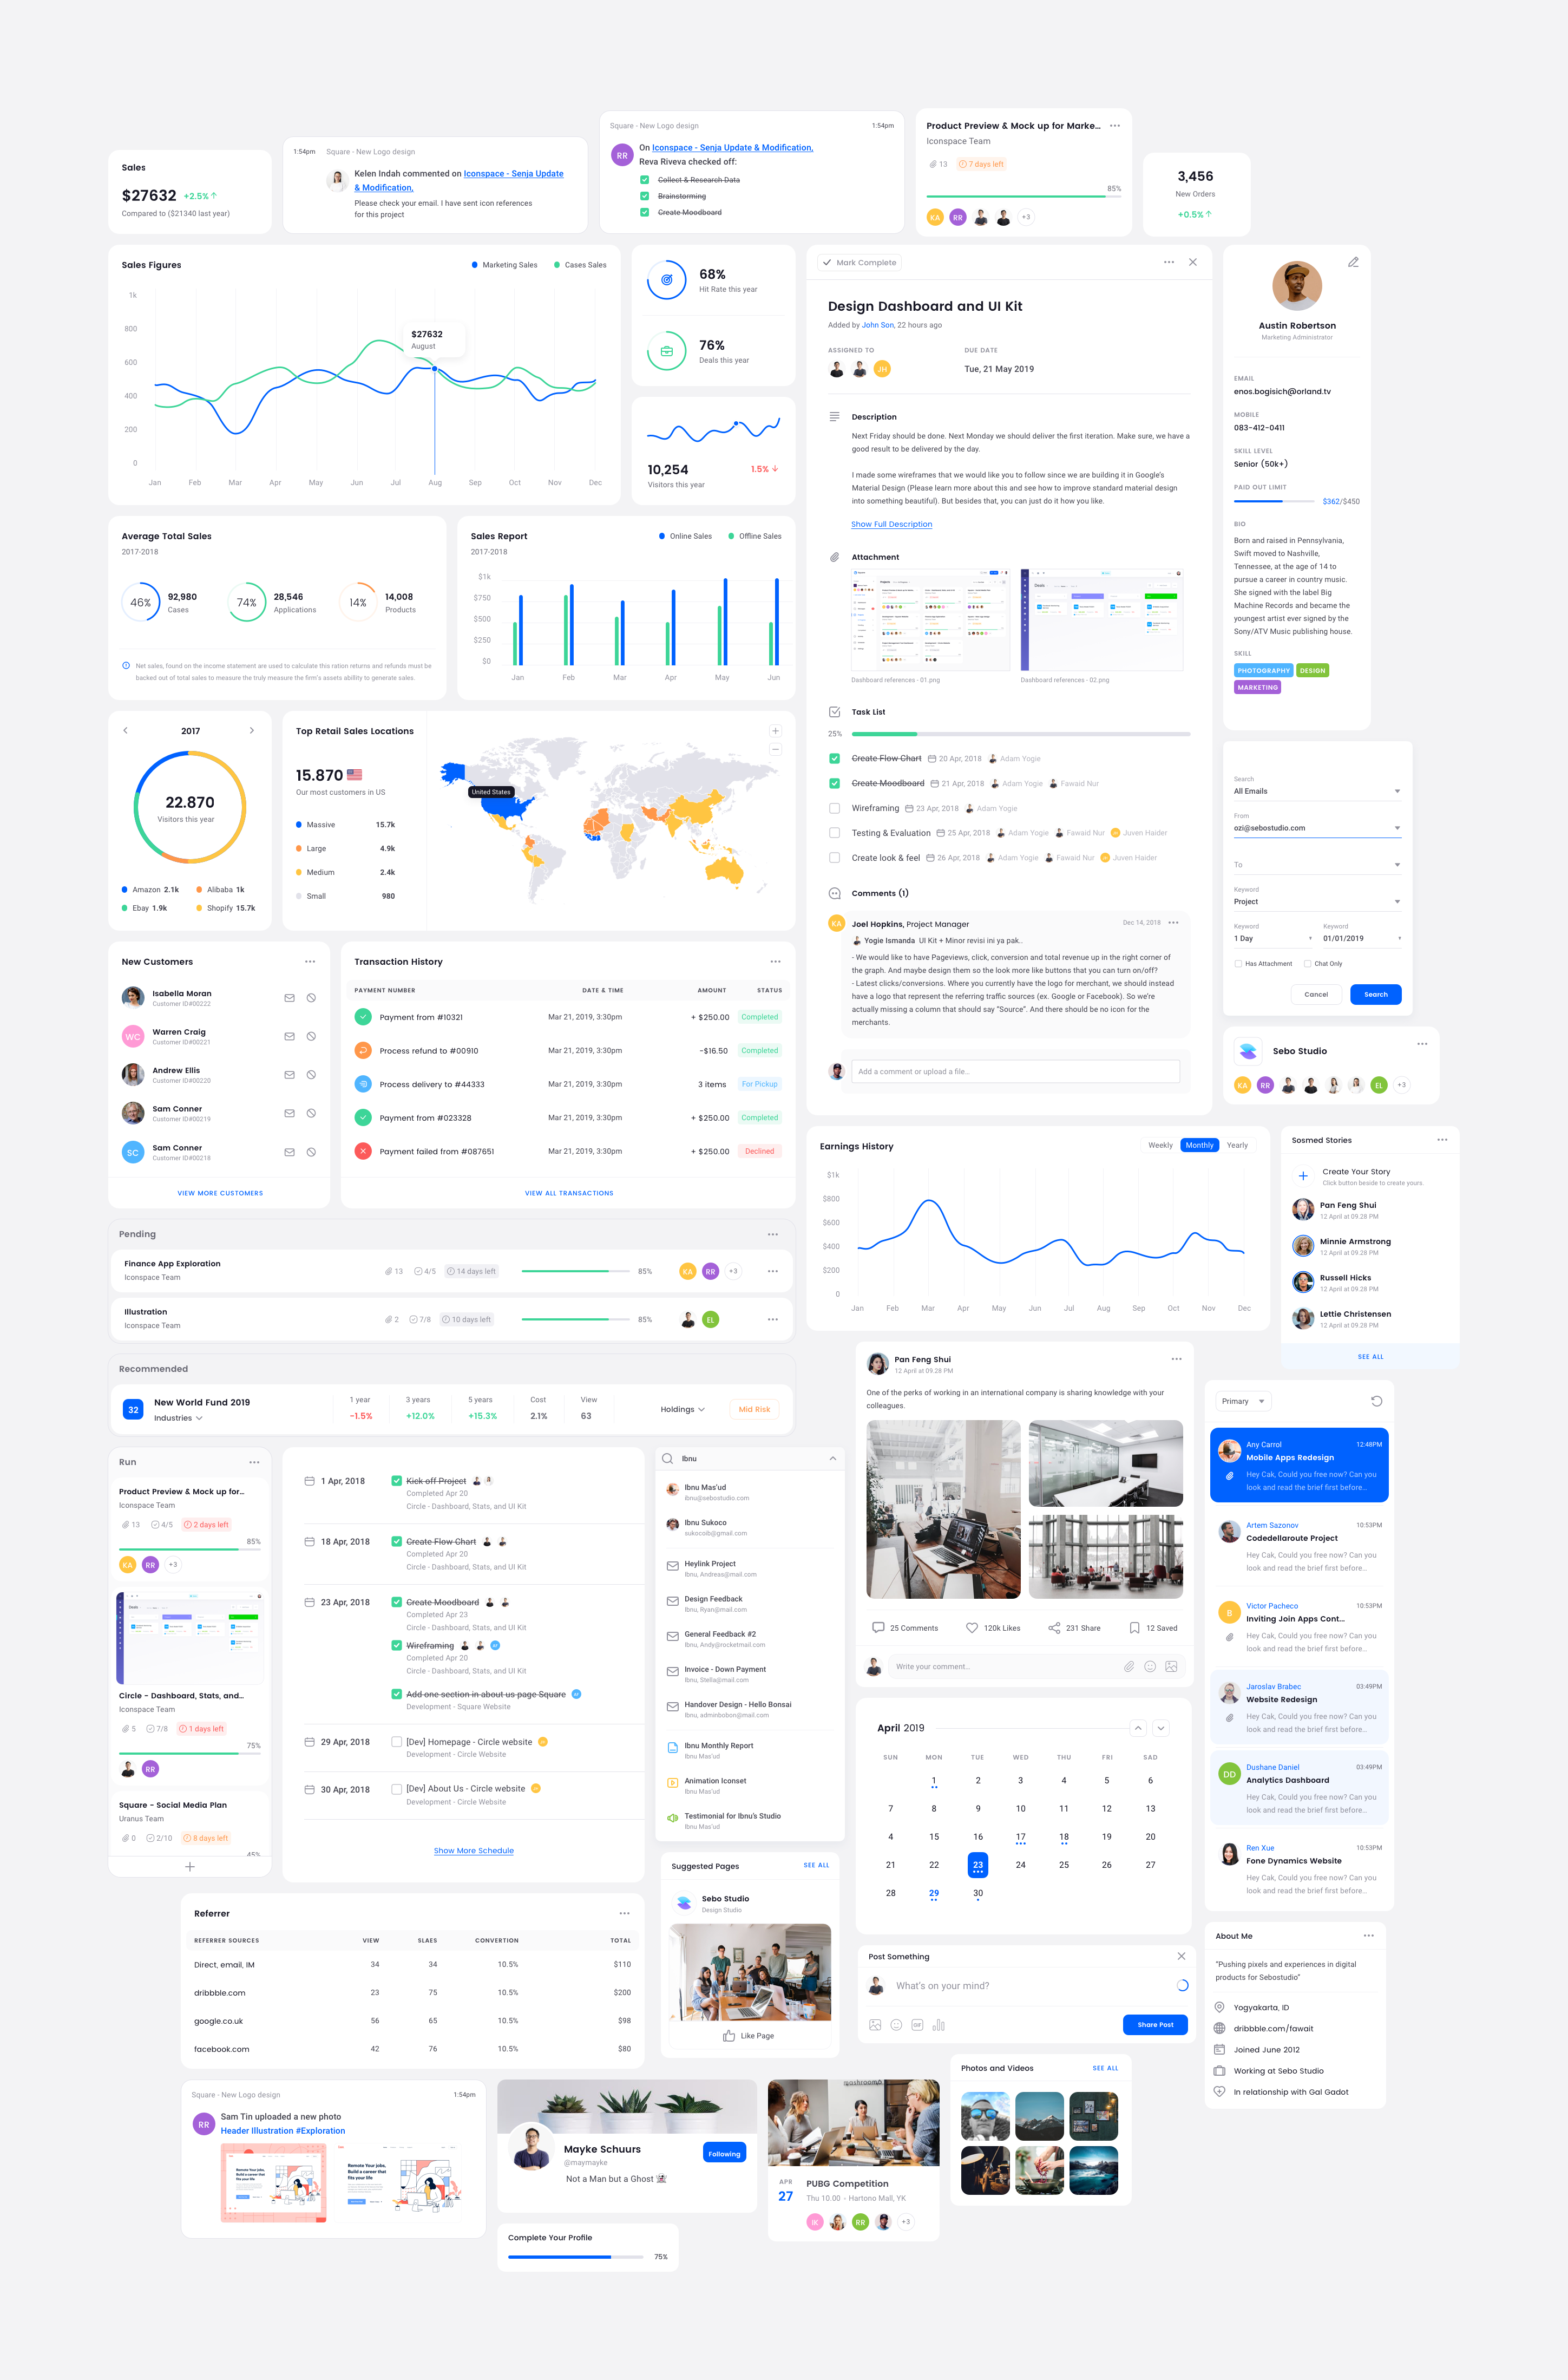 Sales
$27632 +2.5%
Compared to ($21340 last year)
1:54pm Square - New Logo design
Kelen Indah commented on Iconspace - Senja Update
& Modification,
Please check your email. I have sent icon references
for this project
Square - New Logo design 1:54pm
RR
On Iconspace - Senja Update & Modification,
Reva Riveva checked off:
Collect & Research Data
Brainstorming
Create Moodboard
Product Preview & Mock up for Marke...
Iconspace Team
13 7 days left
85%
KA RR +3
3,456
New Orders
+0.5%
Sales Figures
Marketing Sales Cases Sales
1k
800
600
400
200
0
$27632
August
Jan Feb Mar Apr May Jun Jul Aug Sep Oct Nov Dec
68%
Hit Rate this year
76%
Deals this year
10,254 1.5%
Visitors this year
Average Total Sales
2017-2018
46% 92,980
Cases
74% 28,546
Applications
14% 14,008
Products
Net sales, found on the income statement are used to calculate this ration returns and refunds must be
backed out of total sales to measure the truly measure the firm's assets ability to generate sales.
Sales Report
2017-2018
Online Sales Offline Sales
$1k
$750
$500
$250
$0
Jan Feb Mar Apr May Jun
2017
22.870
Visitors this year
Amazon 2.1k Alibaba 1k
Ebay 1.9k Shopify 15.7k
Top Retail Sales Locations
15.870
Our most customers in US
Massive 15.7k
Large 4.9k
Medium 2.4k
Small 980
United States
Mark Complete
Design Dashboard and UI Kit
Added by John Son, 22 hours ago
ASSIGNED TO DUE DATE
JH Tue, 21 May 2019
Description
Next Friday should be done. Next Monday we should deliver the first iteration. Make sure, we have a
good result to be delivered by the day.
I made some wireframes that we would like you to follow since we are building it in Google's
Material Design (Please learn more about this and see how to improve standard material design
into something beautiful). But besides that, you can just do it how you like.
Show Full Description
Attachment
Dashboard references - 01.png Dashboard references - 02.png
Task List
25%
Create Flow Chart 20 Apr, 2018 Adam Yogie
Create Moodboard 21 Apr, 2018 Adam Yogie Fawaid Nur
Wireframing 23 Apr, 2018 Adam Yogie
Testing & Evaluation 25 Apr, 2018 Adam Yogie Fawaid Nur Juven Haider
Create look & feel 26 Apr, 2018 Adam Yogie Fawaid Nur Juven Haider
Comments (1)
KA
Joel Hopkins, Project Manager Dec 14, 2018
Yogie Ismanda UI Kit + Minor revisi ini ya pak..
- We would like to have Pageviews, click, conversion and total revenue up in the right corner of
the graph. And maybe design them so the look more like buttons that you can turn on/off?
- Latest clicks/conversions. Where you currently have the logo for merchant, we should instead
have a logo that represent the referring traffic sources (ex. Google or Facebook). So we're
actually missing a column that should say "Source". And there should be no icon for the
merchants.
Add a comment or upload a file...
Austin Robertson
Marketing Administrator
EMAIL
enos.bogisich@orland.tv
MOBILE
083-412-0411
SKILL LEVEL
Senior (50k+)
PAID OUT LIMIT
$362/$450
BIO
Born and raised in Pennsylvania,
Swift moved to Nashville,
Tennessee, at the age of 14 to
pursue a career in country music.
She signed with the label Big
Machine Records and became the
youngest artist ever signed by the
Sony/ATV Music publishing house.
SKILL
PHOTOGRAPHY DESIGN
MARKETING
Search
All Emails
From
ozi@sebostudio.com
To
Keyword
Project
Keyword Keyword
1 Day 01/01/2019
Has Attachment Chat Only
Cancel Search
Sebo Studio
KA RR EL +3
New Customers
Isabella Moran
Customer ID#00222
WC
Warren Craig
Customer ID#00221
Andrew Ellis
Customer ID#00220
Sam Conner
Customer ID#00219
SC
Sam Conner
Customer ID#00218
VIEW MORE CUSTOMERS
Transaction History
PAYMENT NUMBER DATE & TIME AMOUNT STATUS
Payment from #10321 Mar 21, 2019, 3:30pm + $250.00 Completed
Process refund to #00910 Mar 21, 2019, 3:30pm -$16.50 Completed
Process delivery to #44333 Mar 21, 2019, 3:30pm 3 items For Pickup
Payment from #023328 Mar 21, 2019, 3:30pm + $250.00 Completed
Payment failed from #087651 Mar 21, 2019, 3:30pm + $250.00 Declined
VIEW ALL TRANSACTIONS
Earnings History
Weekly Monthly Yearly
$1k
$800
$600
$400
$200
0
Jan Feb Mar Apr May Jun Jul Aug Sep Oct Nov Dec
Sosmed Stories
Create Your Story
Click button beside to create yours.
Pan Feng Shui
12 April at 09.28 PM
Minnie Armstrong
12 April at 09.28 PM
Russell Hicks
12 April at 09.28 PM
Lettie Christensen
12 April at 09.28 PM
SEE ALL
Pending
Finance App Exploration
Iconspace Team
13 4/5 14 days left 85% KA RR +3
Illustration
Iconspace Team
2 7/8 10 days left 85% EL
Recommended
32
New World Fund 2019
Industries
1 year 3 years 5 years Cost View
-1.5% +12.0% +15.3% 2.1% 63
Holdings Mid Risk
Run
Product Preview & Mock up for...
Iconspace Team
13 4/5 2 days left
85%
KA RR +3
Deals
Circle - Dashboard, Stats, and...
Iconspace Team
5 7/8 1 days left
75%
RR
Square - Social Media Plan
Uranus Team
0 2/10 8 days left
45%
1 Apr, 2018 Kick off Project
Completed Apr 20
Circle - Dashboard, Stats, and UI Kit
18 Apr, 2018 Create Flow Chart
Completed Apr 20
Circle - Dashboard, Stats, and UI Kit
23 Apr, 2018 Create Moodboard
Completed Apr 23
Circle - Dashboard, Stats, and UI Kit
Wireframing
Completed Apr 20
Circle - Dashboard, Stats, and UI Kit
Add one section in about us page Square
Development - Square Website
29 Apr, 2018 [Dev] Homepage - Circle website
Development - Circle Website
30 Apr, 2018 [Dev] About Us - Circle website
Development - Circle Website
Show More Schedule
Ibnu
Ibnu Mas'ud
Ibnu@sebostudio.com
Ibnu Sukoco
sukocoib@gmail.com
Heylink Project
Ibnu, Andreas@mail.com
Design Feedback
Ibnu, Ryan@mail.com
General Feedback #2
Ibnu, Andy@rocketmail.com
Invoice - Down Payment
Ibnu, Stella@mail.com
Handover Design - Hello Bonsai
Ibnu, adminbobon@mail.com
Ibnu Monthly Report
Ibnu Mas'ud
Animation Iconset
Ibnu Mas'ud
Testimonial for Ibnu's Studio
Ibnu Mas'ud
Pan Feng Shui
12 April at 09.28 PM
One of the perks of working in an international company is sharing knowledge with your
colleagues.
25 Comments 120k Likes 231 Share 12 Saved
Write your comment...
Primary
Any Carrol 12:48PM
Mobile Apps Redesign
Hey Cak, Could you free now? Can you
look and read the brief first before...
Artem Sazonov 10:53PM
Codedellaroute Project
Hey Cak, Could you free now? Can you
look and read the brief first before...
B
Victor Pacheco 10:53PM
Inviting Join Apps Cont...
Hey Cak, Could you free now? Can you
look and read the brief first before...
Jaroslav Brabec 03:49PM
Website Redesign
Hey Cak, Could you free now? Can you
look and read the brief first before...
DD
Dushane Daniel 03:49PM
Analytics Dashboard
Hey Cak, Could you free now? Can you
look and read the brief first before...
Ren Xue 10:53PM
Fone Dynamics Website
Hey Cak, Could you free now? Can you
look and read the brief first before...
April 2019
SUN MON TUE WED THU FRI SAD
1 2 3 4 5 6
7 8 9 10 11 12 13
4 15 16 17 18 19 20
21 22 23 24 25 26 27
28 29 30
Suggested Pages SEE ALL
Sebo Studio
Design Studio
Like Page
Referrer
REFERRER SOURCES VIEW SLAES CONVERTION TOTAL
Direct, email, IM 34 34 10.5% $110
dribbble.com 23 75 10.5% $200
google.co.uk 56 65 10.5% $98
facebook.com 42 76 10.5% $80
Post Something
What's on your mind?
GIF
Share Post
About Me
"Pushing pixels and experiences in digital
products for Sebostudio"
Yogyakarta, ID
dribbble.com/fawait
Joined June 2012
Working at Sebo Studio
In relationship with Gal Gadot
Square - New Logo design 1:54pm
RR
Sam Tin uploaded a new photo
Header Illustration #Exploration
Remote Your jobs,
Build a career that
fits your life
Remote Your jobs,
Build a career that
fits your life
Mayke Schuurs
@maymayke
Following
Not a Man but a Ghost
Complete Your Profile
75%
APR
27
PUBG Competition
Thu 10.00 - Hartono Mall, YK
IK RR +3
Photos and Videos SEE ALL